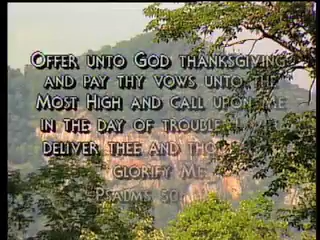 OFFER UNTO GOD THANKSGIVING
AND PAY THY VOWS UNTO THE
MOST HIGH AND CALL UPON ME
IN THE DAY OF TROUBLE
DELIVER THEE AND THOU
GLORIFY ME
PSALMS 50